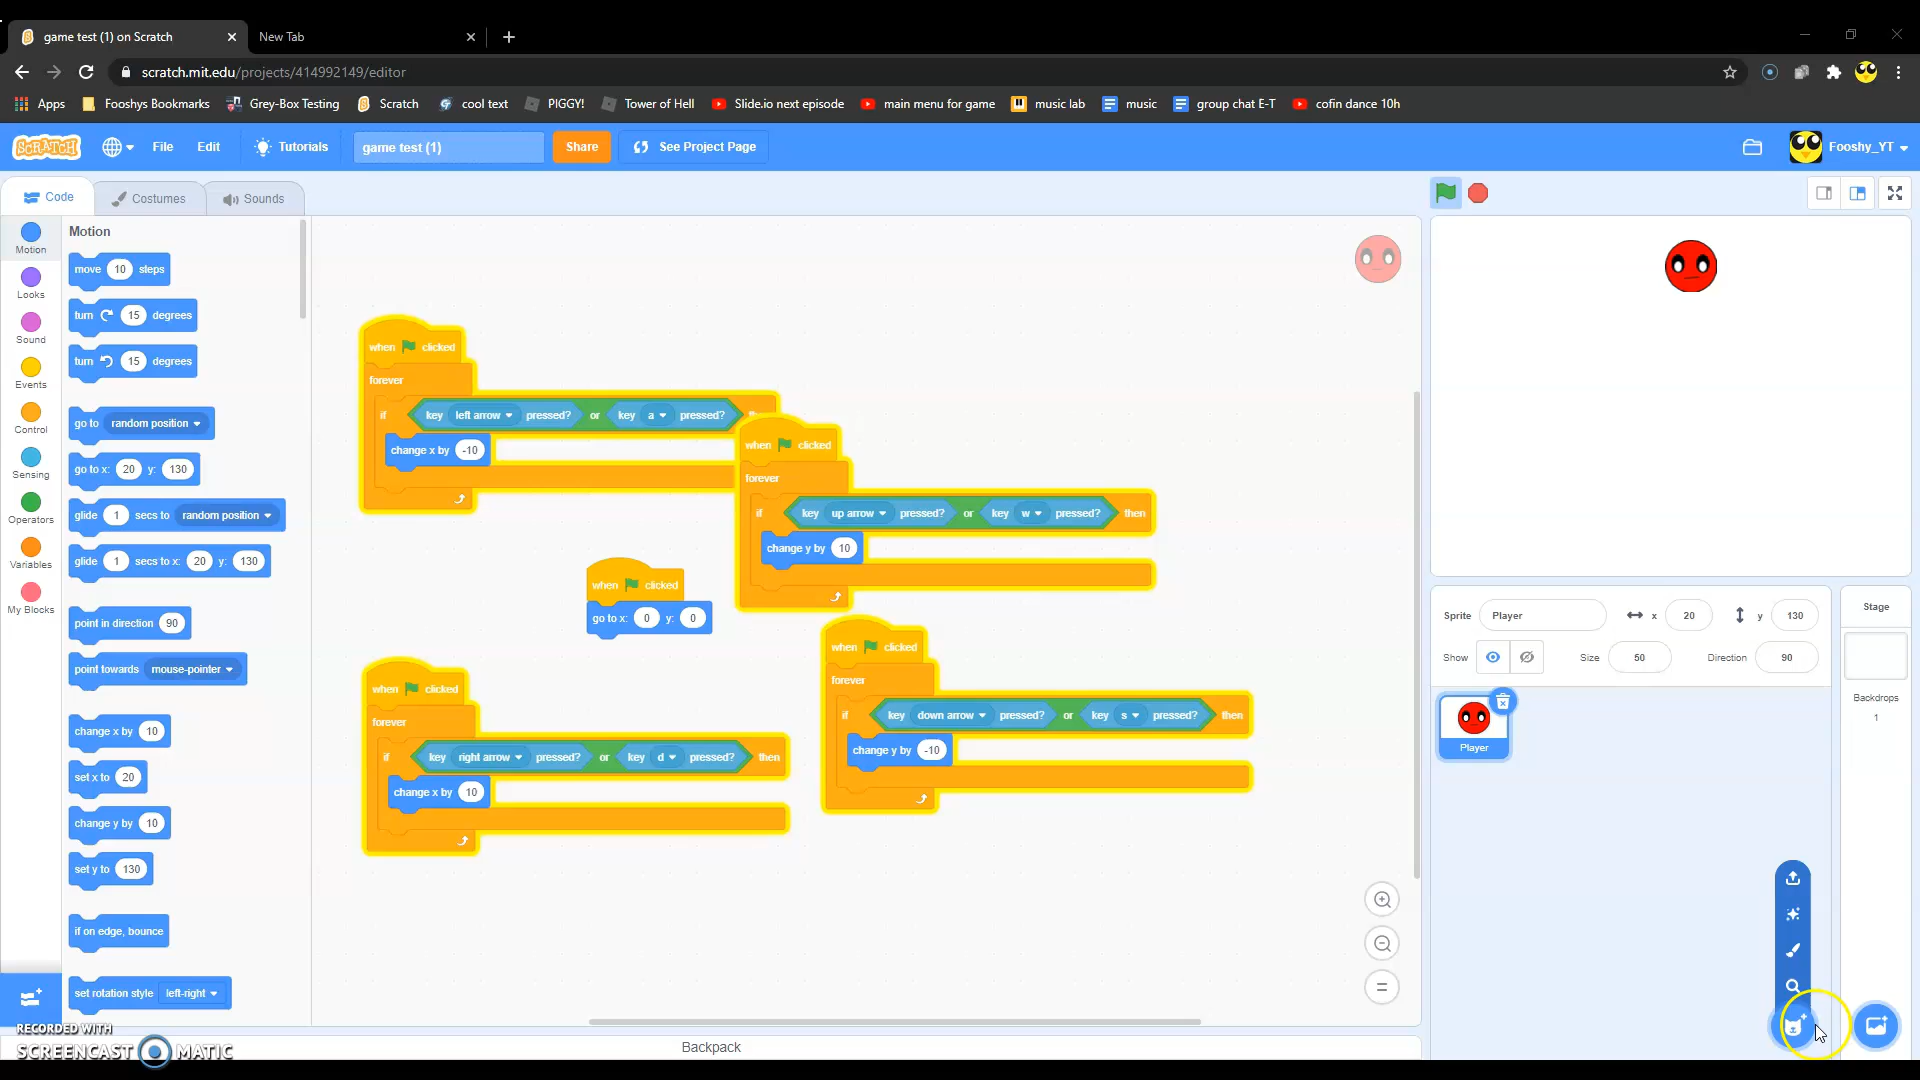 game test (1) on Scratch
New Tab
scratch.mit.edu/projects/414992149/editor
Apps
Fooshys Bookmarks
Grey-Box Testing
Scratch
cool text
PIGGY!
Tower of Hell
Slide.io next episode
main menu for game
music lab
music
group chat E-T
cofin dance 10h
SCRATCH
File
Edit
Tutorials
game test (1)
Share
See Project Page
Fooshy_YT
Code
Costumes
Sounds
Motion
Looks
Sound
Events
Control
Sensing
Operators
Variables
My Blocks
Motion
move 10 steps
turn 15 degrees
turn 15 degrees
go to random position
go to x: 20 y: 130
glide 1 secs to random position
glide 1 secs to x: 20 y: 130
point in direction 90
point towards mouse-pointer
change x by 10
set x to 20
change y by 10
set y to 130
if on edge, bounce
set rotation style left-right
when clicked
forever
if key left arrow pressed? or key a pressed?
change x by -10
when clicked
forever
if key up arrow pressed? or key w pressed? then
change y by 10
when clicked
go to x: 0 y: 0
when clicked
forever
if key down arrow pressed? or key s pressed? then
change y by -10
when clicked
forever
if key right arrow pressed? or key d pressed? then
change x by 10
Sprite Player x 20 y 130
Show Size 50 Direction 90
Player
Stage
Backdrops
1
Backpack
RECORDED WITH
SCREENCAST MATIC